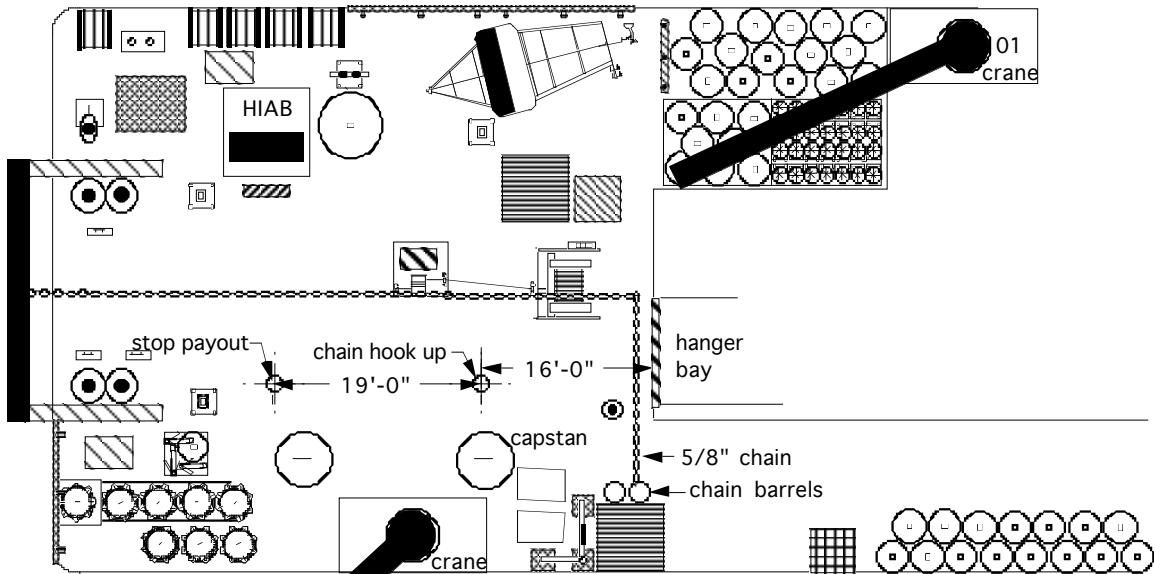 01
crane
HIAB
stop payout
chain hook up
16'-0"
19'-0"
hanger
bay
capstan
5/8" chain
chain barrels
crane